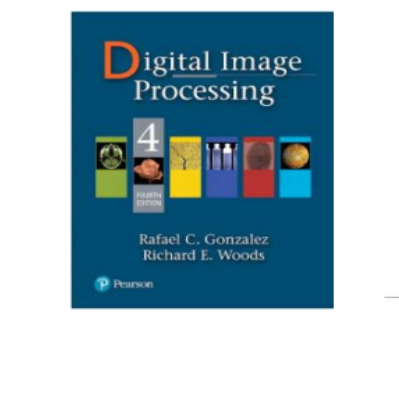 Digital Image
Processing
4
FOURTH
EDITION
Rafael C. Gonzalez
Richard E. Woods
Pearson